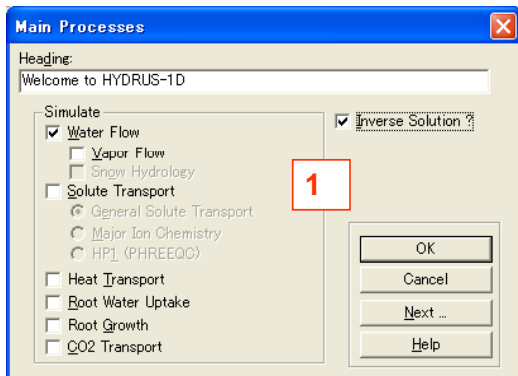 Main Processes
Heading:
Welcome to HYDRUS-1D
Simulate
Water Flow
Vapor Flow
Snow Hydrology
Solute Transport
General Solute Transport
Major Ion Chemistry
HP1 (PHREEQC)
Heat Transport
Root Water Uptake
Root Growth
CO2 Transport
Inverse Solution ?
1
OK
Cancel
Next ...
Help